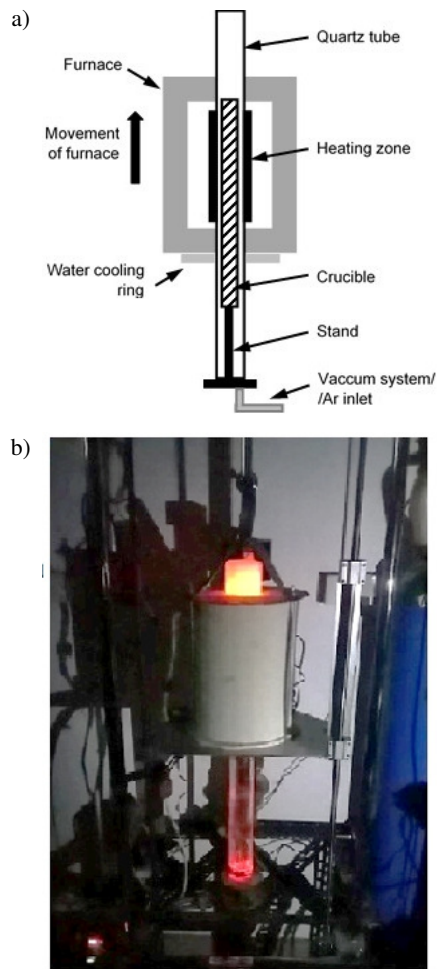 a)
Quartz tube
Furnace
Movement
of furnace
Heating zone
Water cooling
ring
Crucible
Stand
Vaccum system/
/Ar inlet
b)